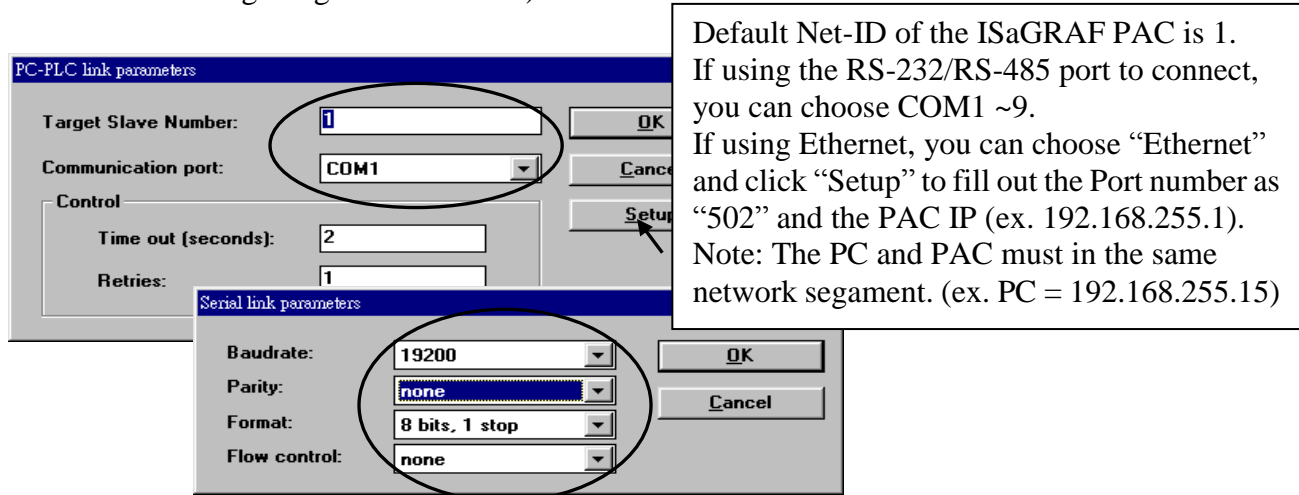 Default Net-ID of the ISaGRAF PAC is 1.
If using the RS-232/RS-485 port to connect,
you can choose COM1 ~9.
If using Ethernet, you can choose “Ethernet”
and click “Setup” to fill out the Port number as
“502” and the PAC IP (ex. 192.168.255.1).
Note: The PC and PAC must in the same
network segament. (ex. PC = 192.168.255.15)
PC-PLC link parameters
Target Slave Number: 1 OK
Communication port: COM1 Cance
Control Setup
Time out (seconds): 2
Retries: 1
Serial link parameters
Baudrate: 19200 OK
Parity: none Cancel
Format: 8 bits, 1 stop
Flow control: none